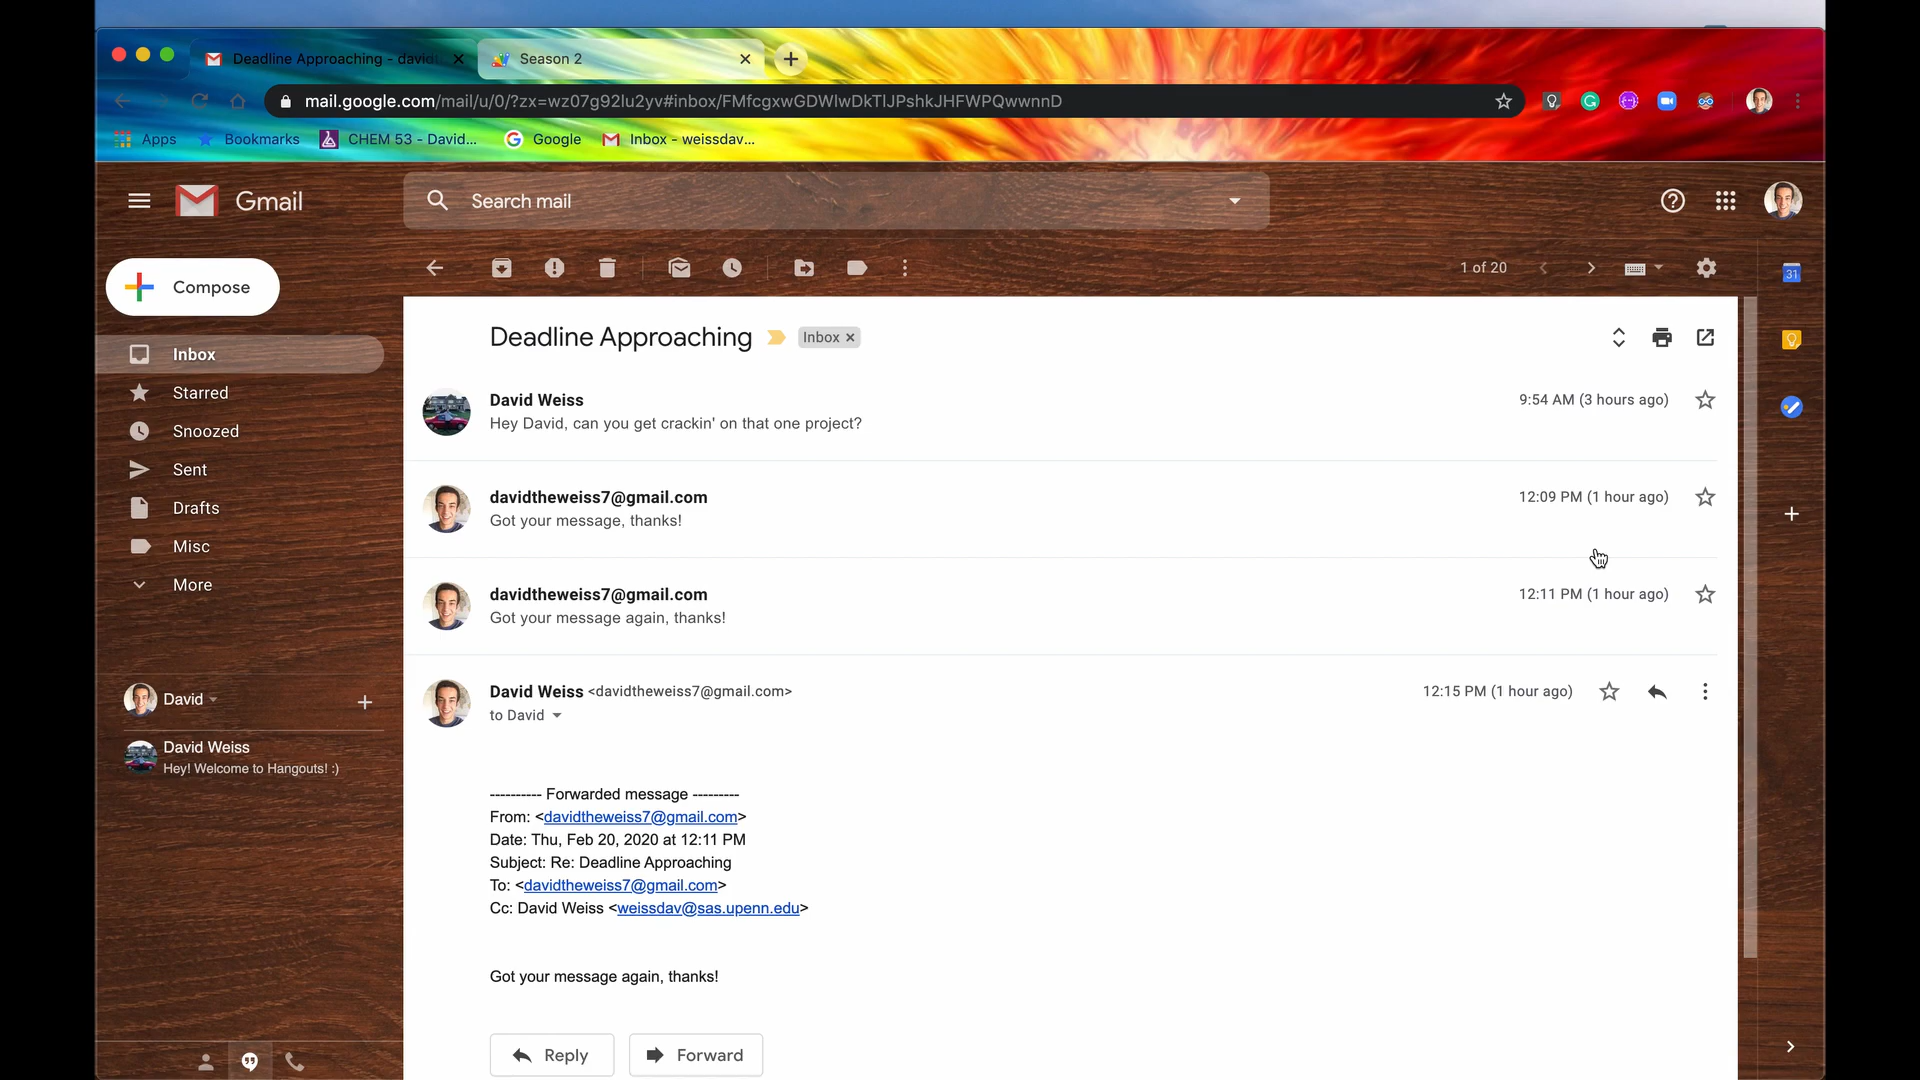 Deadline Approaching - david
Season 2
mail.google.com/mail/u/0/?zx=wz07g92lu2yv#inbox/FMfcgxwGDWlwDkTlJPshkJHFWPQwwnnD
Apps
Bookmarks
CHEM 53 - David...
Google
Inbox - weissdav...
Gmail
Search mail
Compose
1 of 20
31
Inbox
Starred
Snoozed
Sent
Drafts
Misc
More
David
David Weiss
Hey! Welcome to Hangouts! :)
Deadline Approaching
Inbox
David Weiss
9:54 AM (3 hours ago)
Hey David, can you get crackin' on that one project?
davidtheweiss7@gmail.com
12:09 PM (1 hour ago)
Got your message, thanks!
davidtheweiss7@gmail.com
12:11 PM (1 hour ago)
Got your message again, thanks!
David Weiss <davidtheweiss7@gmail.com>
12:15 PM (1 hour ago)
to David
---------- Forwarded message ---------
From: <davidtheweiss7@gmail.com>
Date: Thu, Feb 20, 2020 at 12:11 PM
Subject: Re: Deadline Approaching
To: <davidtheweiss7@gmail.com>
Cc: David Weiss <weissdav@sas.upenn.edu>
Got your message again, thanks!
Reply
Forward